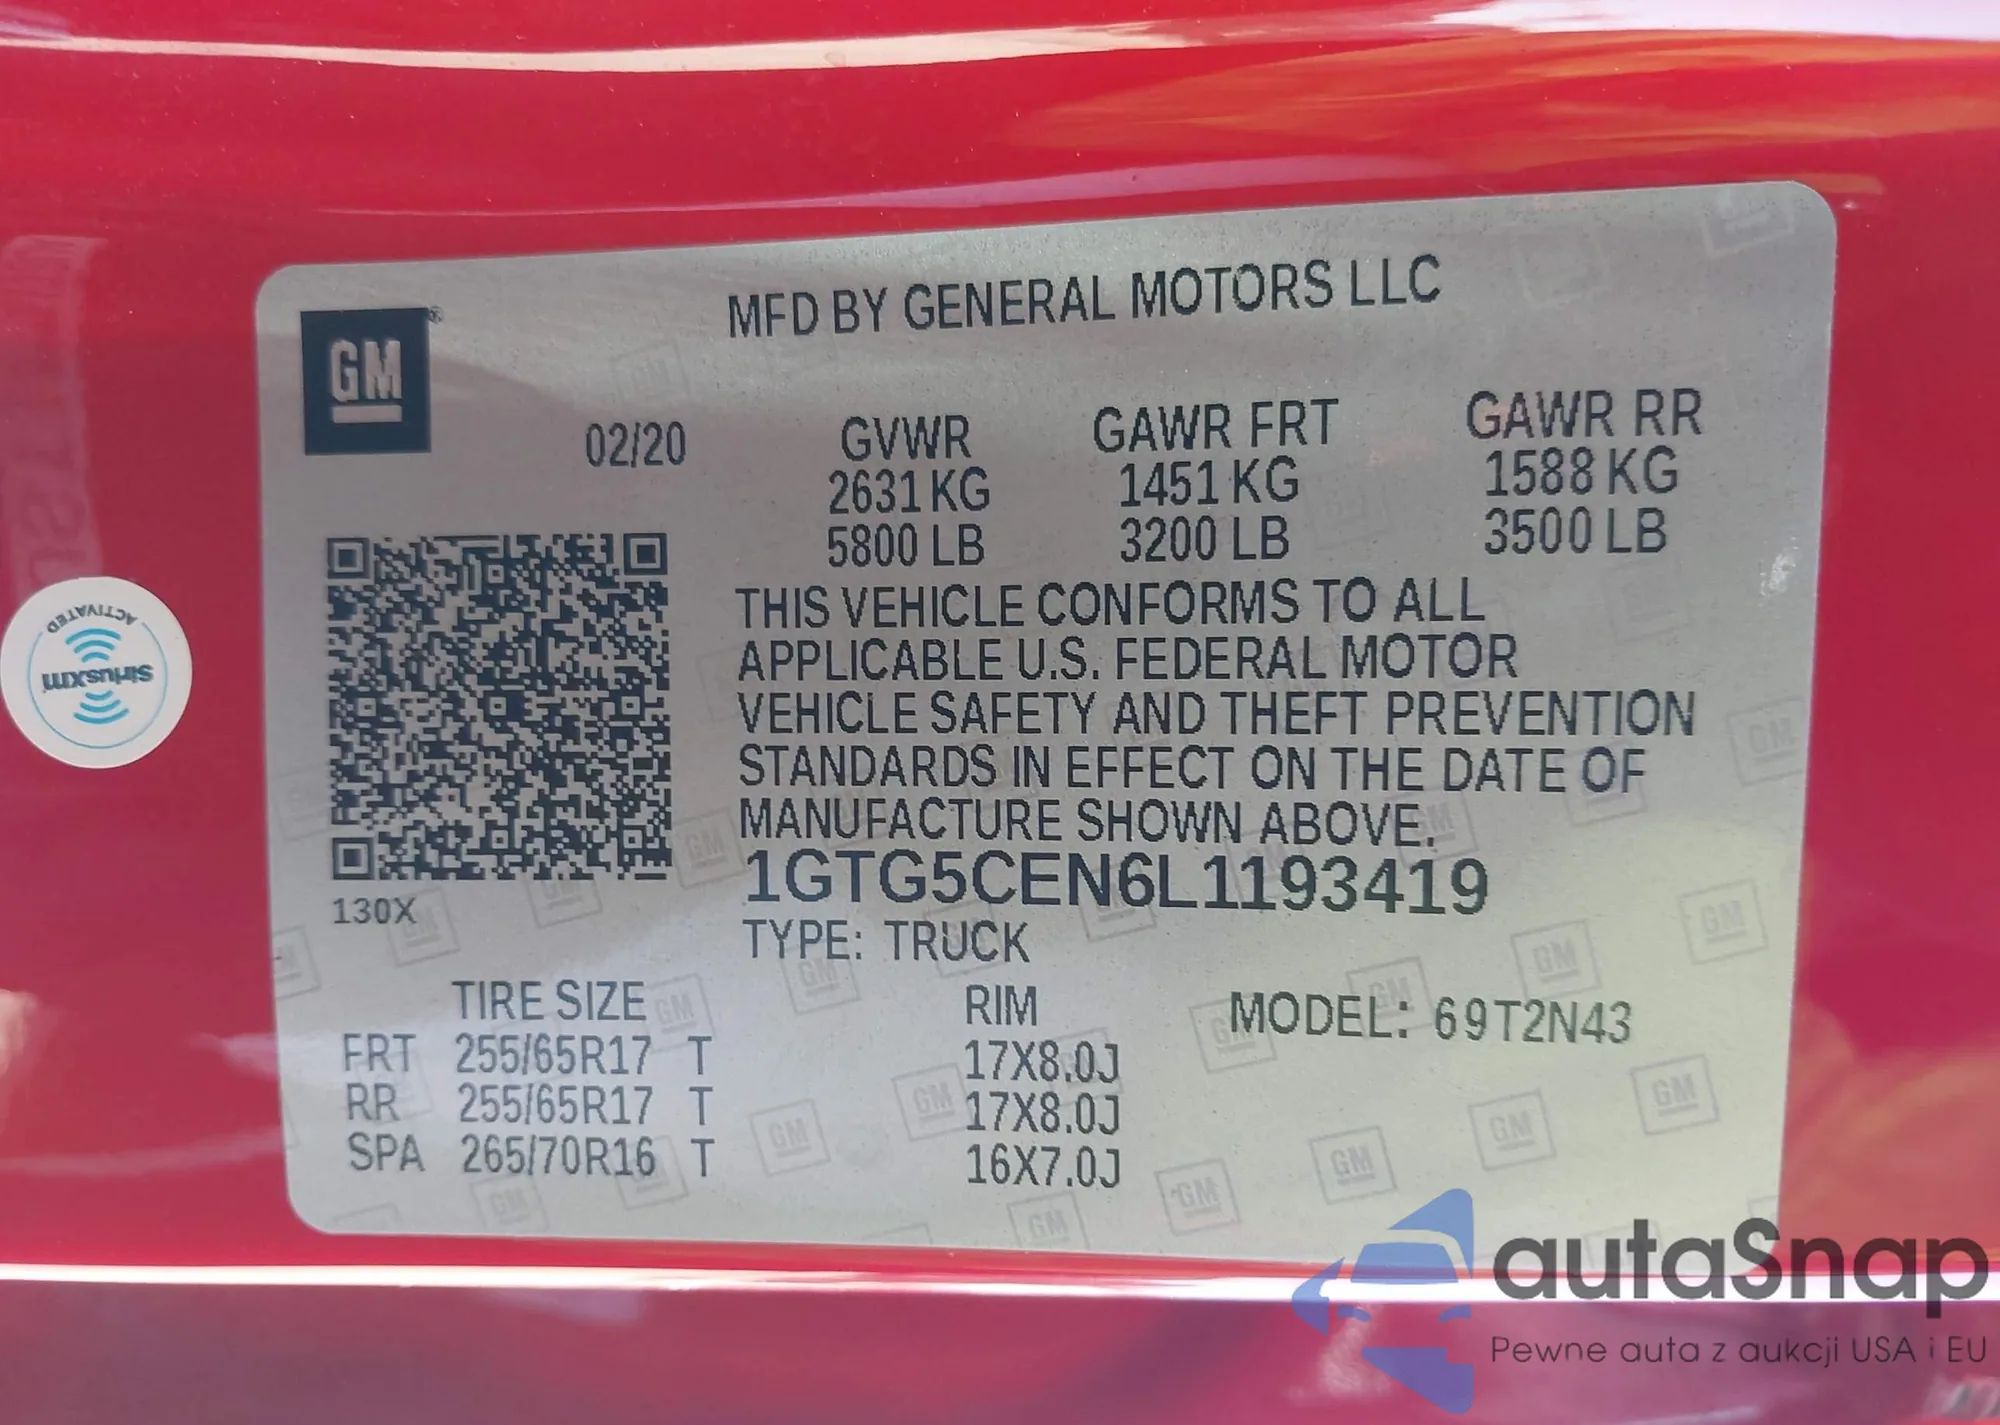 MFD BY GENERAL MOTORS LLC
GM
®
02/20
GVWR GAWR FRT GAWR RR
2631 KG 1451 KG 1588 KG
5800 LB 3200 LB 3500 LB
THIS VEHICLE CONFORMS TO ALL
APPLICABLE U.S. FEDERAL MOTOR
VEHICLE SAFETY AND THEFT PREVENTION
STANDARDS IN EFFECT ON THE DATE OF
MANUFACTURE SHOWN ABOVE.
1GTG5CEN6L1193419
130X
TYPE: TRUCK
TIRE SIZE RIM MODEL: 69T2N43
FRT 255/65R17 T 17X8.0J
RR 255/65R17 T 17X8.0J
SPA 265/70R16 T 16X7.0J
SiriusXm
ACTIVATED
autaSnap
Pewne auta z aukcji USA i EU